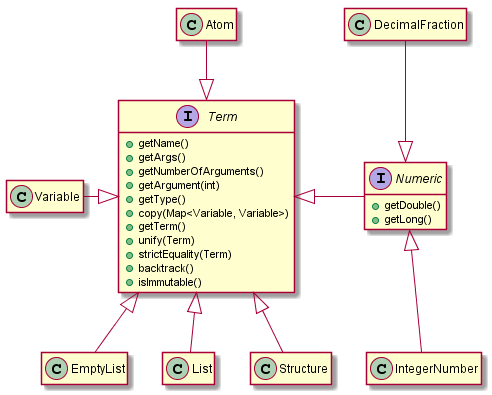 C Atom
C DecimalFraction
I Term
getName()
getArgs()
getNumberOfArguments()
getArgument(int)
getType()
copy(Map<Variable, Variable>)
getTerm()
unify(Term)
strictEquality(Term)
backtrack()
isImmutable()
C Variable
I Numeric
getDouble()
getLong()
C EmptyList
C List
C Structure
C IntegerNumber